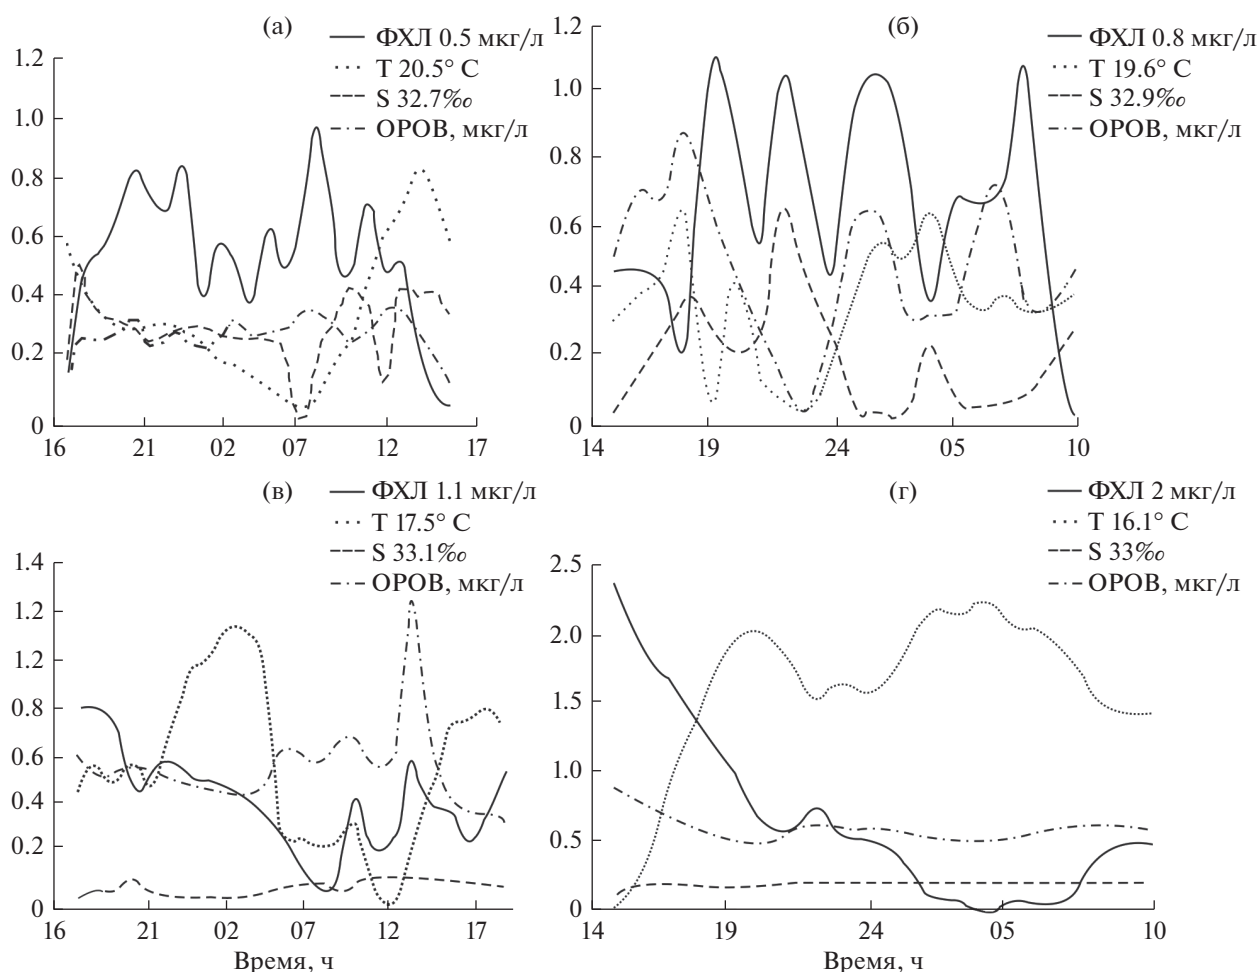 (а)
ФХЛ 0.5 мкг/л
T 20.5° C
S 32.7‰
ОРОВ, мкг/л
1.2
1.0
0.8
0.6
0.4
0.2
0
16 21 02 07 12 17
(б)
ФХЛ 0.8 мкг/л
T 19.6° C
S 32.9‰
ОРОВ, мкг/л
1.2
1.0
0.8
0.6
0.4
0.2
0
14 19 24 05 10
(в)
ФХЛ 1.1 мкг/л
T 17.5° C
S 33.1‰
ОРОВ, мкг/л
1.4
1.2
1.2
0.8
0.6
0.4
0.2
0
16 21 02 07 12 17
Время, ч
(г)
ФХЛ 2 мкг/л
T 16.1° C
S 33‰
ОРОВ, мкг/л
2.5
2.0
1.5
1.0
0.5
0
14 19 24 05 10
Время, ч